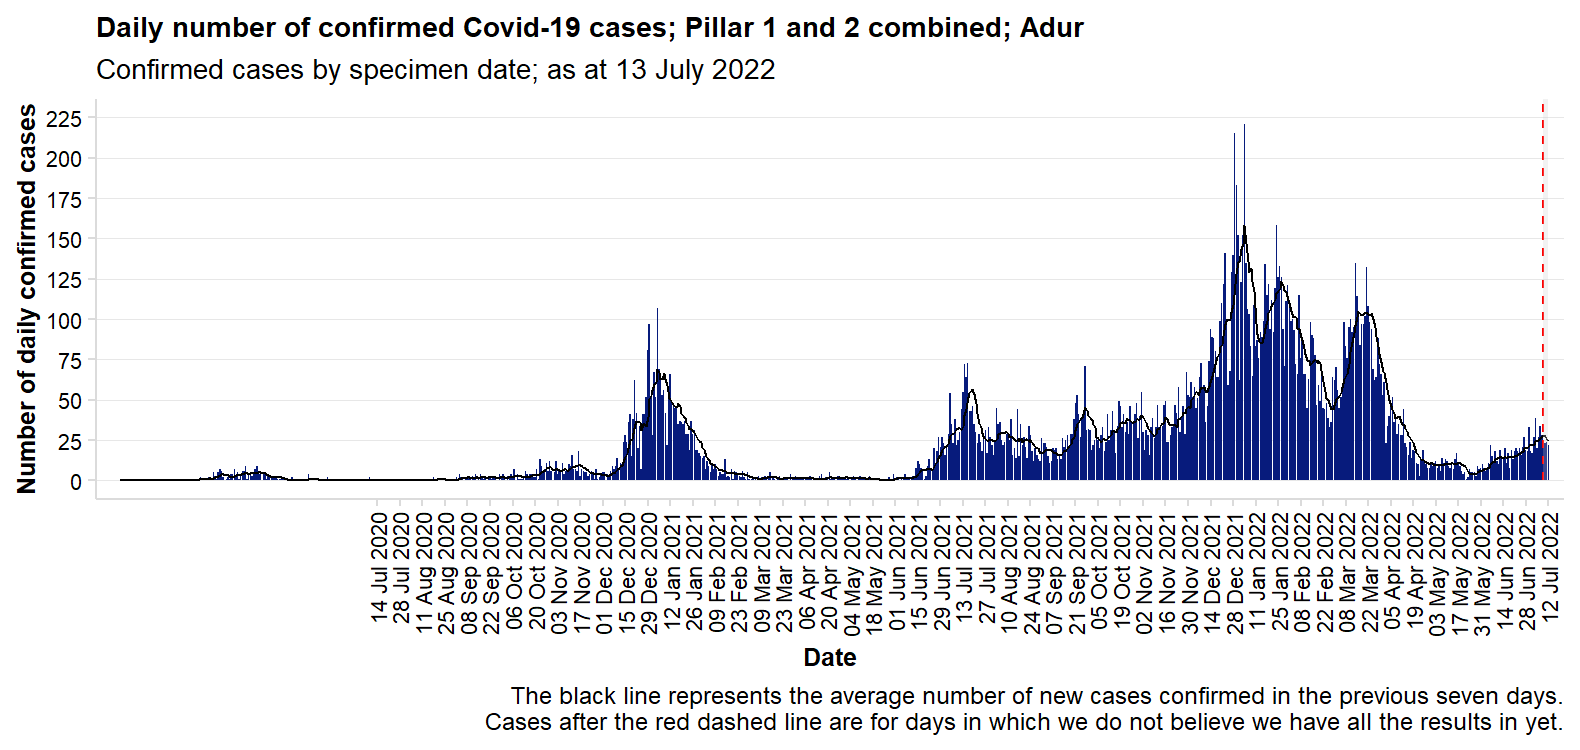 Daily number of confirmed Covid-19 cases; Pillar 1 and 2 combined; Adur
Confirmed cases by specimen date; as at 13 July 2022
Number of daily confirmed cases
225
200
175
150
125
100
75
50
25
0
14 Jul 2020
28 Jul 2020
11 Aug 2020
25 Aug 2020
08 Sep 2020
22 Sep 2020
06 Oct 2020
20 Oct 2020
03 Nov 2020
17 Nov 2020
01 Dec 2020
15 Dec 2020
29 Dec 2020
12 Jan 2021
26 Jan 2021
09 Feb 2021
23 Feb 2021
09 Mar 2021
23 Mar 2021
06 Apr 2021
20 Apr 2021
04 May 2021
18 May 2021
01 Jun 2021
15 Jun 2021
29 Jun 2021
13 Jul 2021
27 Jul 2021
10 Aug 2021
24 Aug 2021
07 Sep 2021
21 Sep 2021
05 Oct 2021
19 Oct 2021
02 Nov 2021
16 Nov 2021
30 Nov 2021
14 Dec 2021
28 Dec 2021
11 Jan 2022
25 Jan 2022
08 Feb 2022
22 Feb 2022
08 Mar 2022
22 Mar 2022
05 Apr 2022
19 Apr 2022
03 May 2022
17 May 2022
31 May 2022
14 Jun 2022
28 Jun 2022
12 Jul 2022
Date
The black line represents the average number of new cases confirmed in the previous seven days.
Cases after the red dashed line are for days in which we do not believe we have all the results in yet.